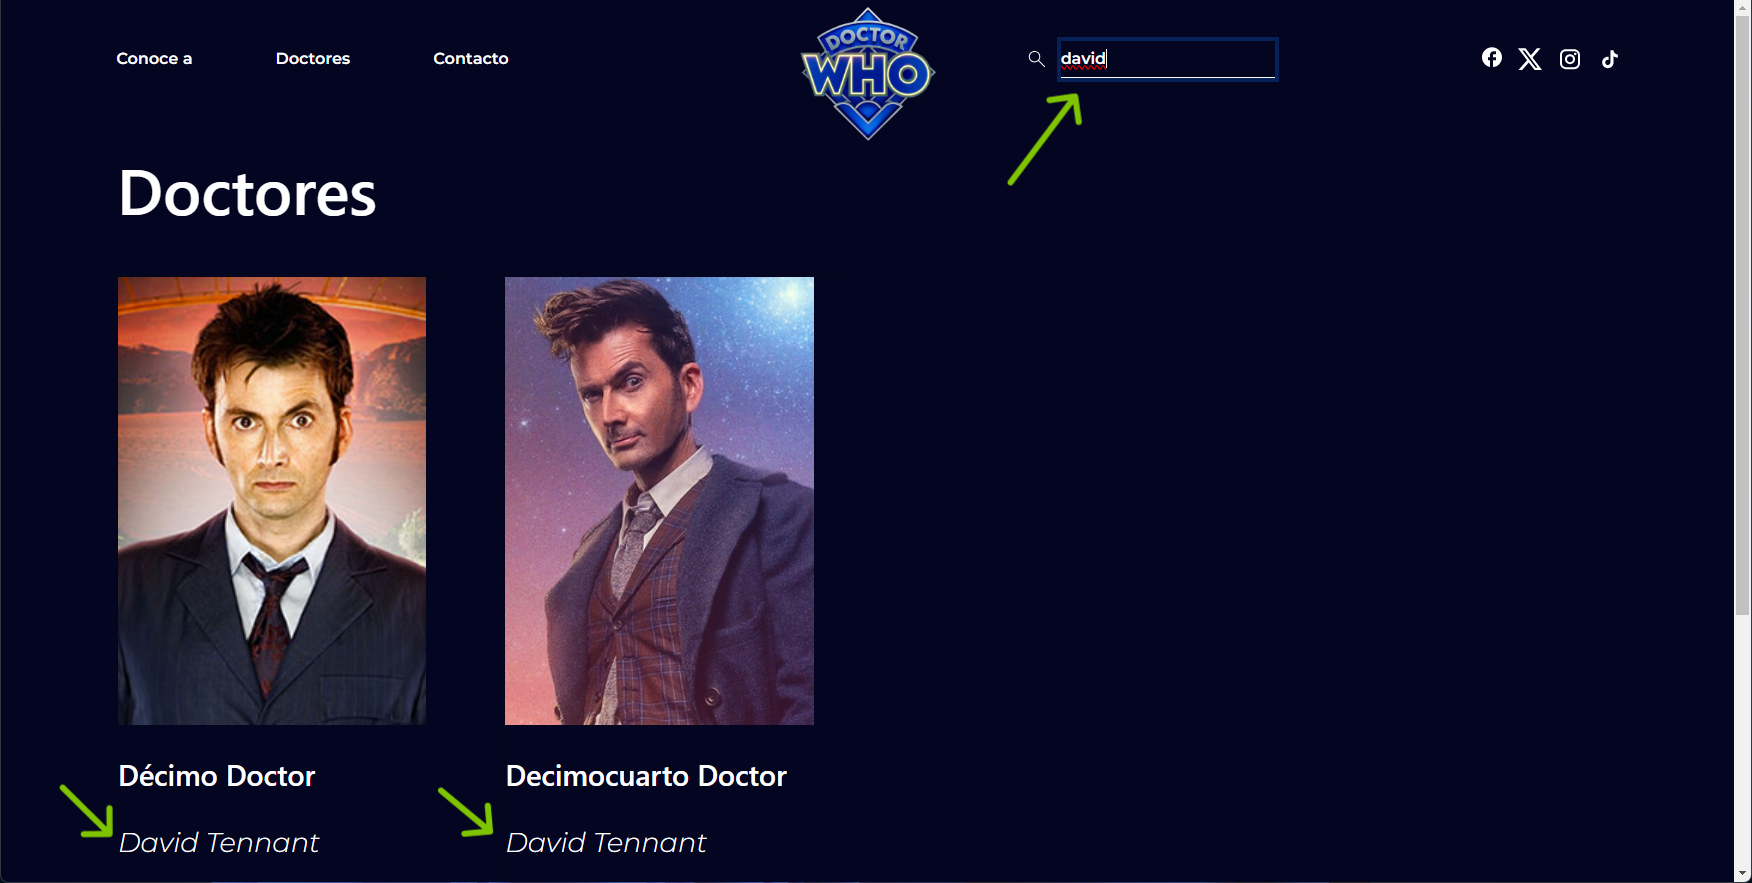 Conoce a
Doctores
Contacto
DOCTOR
WHO
david
Doctores
Décimo Doctor
David Tennant
Decimocuarto Doctor
David Tennant